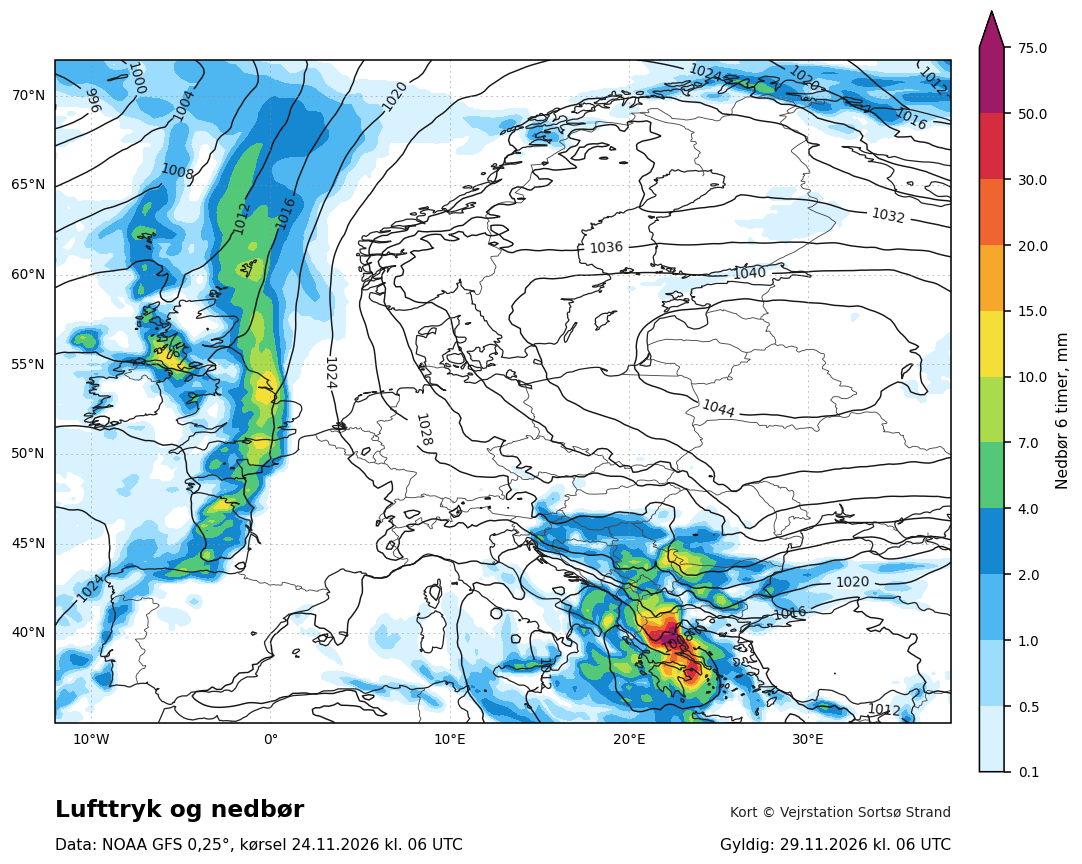 75.0
50.0
30.0
20.0
15.0
10.0
7.0
4.0
2.0
1.0
0.5
0.1
Nedbør 6 timer, mm
70°N
65°N
60°N
55°N
50°N
45°N
40°N
10°W
0°
10°E
20°E
30°E
996
1000
1004
1008
1012
1016
1020
1024
1020
1012
1016
1024
1028
1032
1036
1040
1044
1024
1020
1016
1012
Lufttryk og nedbør
Kort © Vejrstation Sortsø Strand
Data: NOAA GFS 0,25°, kørsel 24.11.2026 kl. 06 UTC
Gyldig: 29.11.2026 kl. 06 UTC